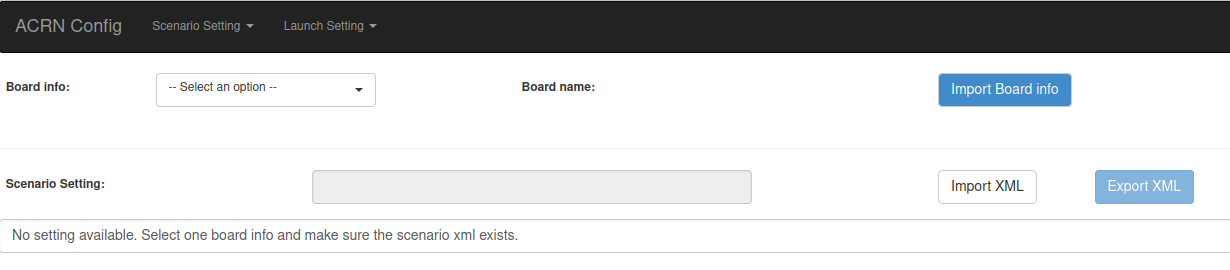 ACRN Config Scenario Setting Launch Setting
Board info: -- Select an option -- Board name: Import Board info
Scenario Setting: Import XML Export XML
No setting available. Select one board info and make sure the scenario xml exists.